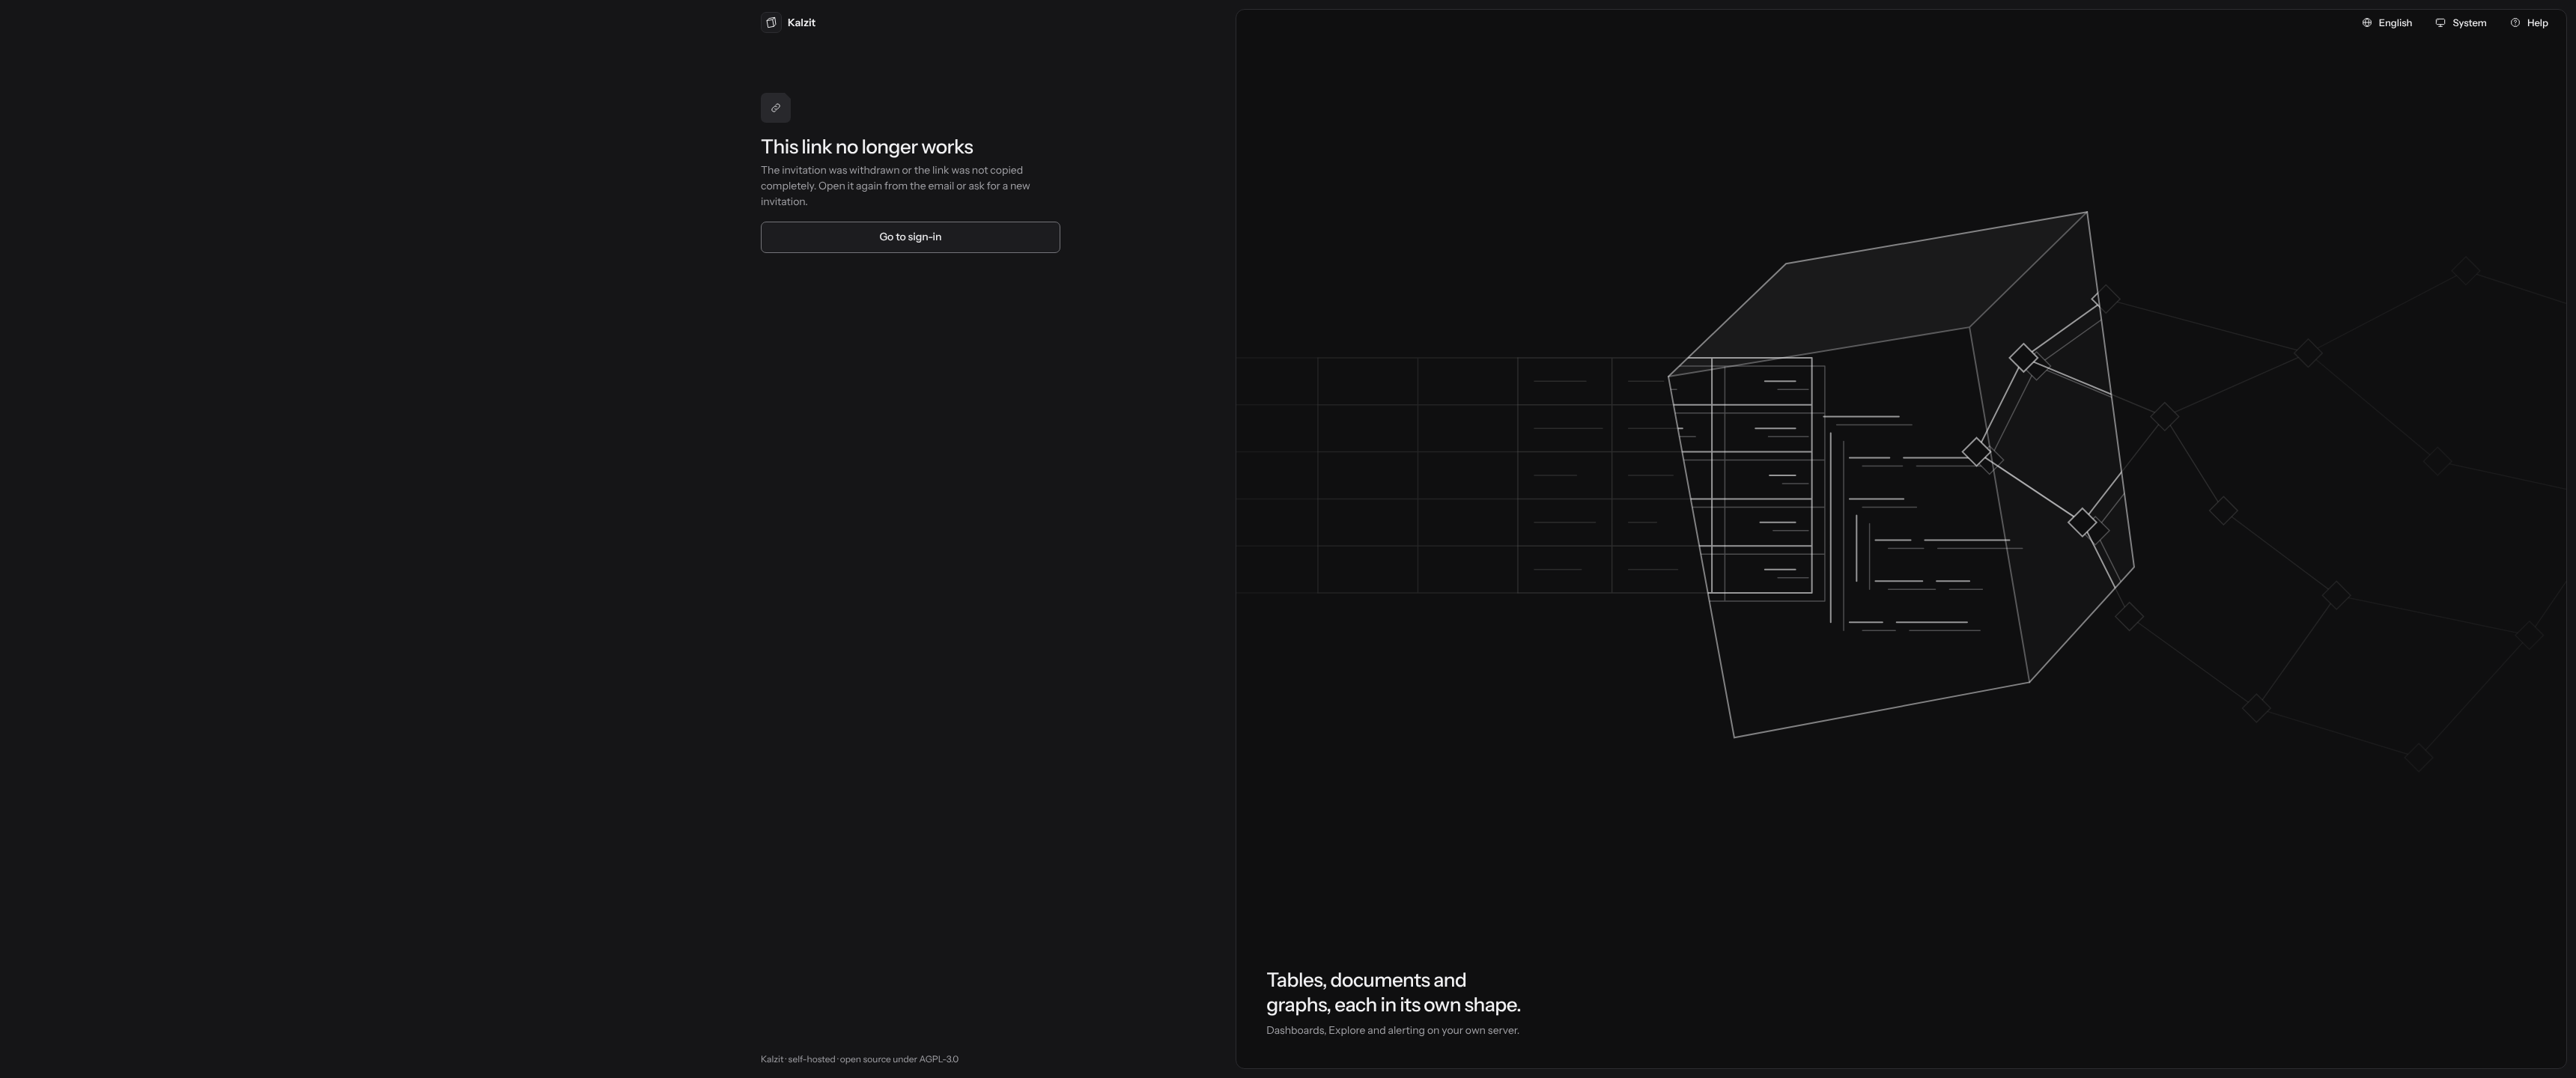 Kalzit
English
System
Help
This link no longer works
The invitation was withdrawn or the link was not copied
completely. Open it again from the email or ask for a new
invitation.
Go to sign-in
Tables, documents and
graphs, each in its own shape.
Dashboards, Explore and alerting on your own server.
Kalzit · self-hosted · open source under AGPL-3.0